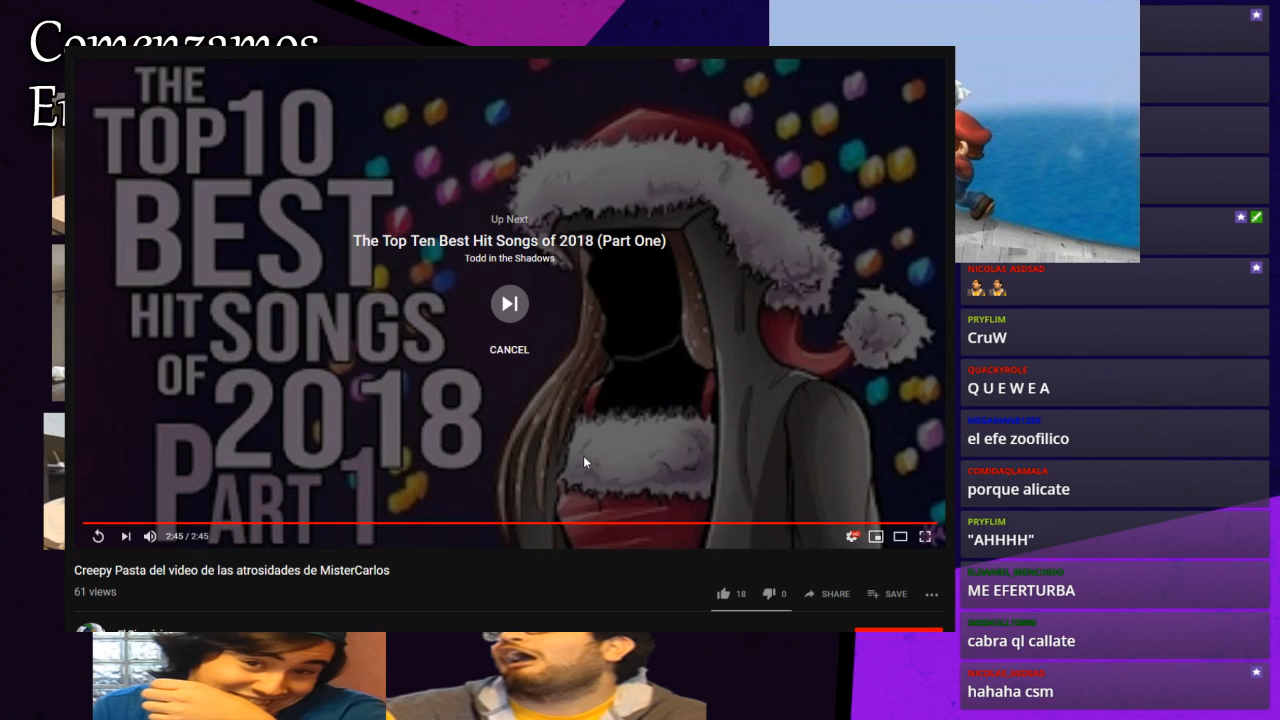 Comenzamos
THE
TOP 10
BEST
HIT SONGS
OF 2018
PART 1
Up Next
The Top Ten Best Hit Songs of 2018 (Part One)
Todd in the Shadows
CANCEL
2:45 / 2:45
HD
Creepy Pasta del video de las atrosidades de MisterCarlos
61 views
18
0
SHARE
SAVE
NICOLAS ASDSAD
PRYFLIM
CruW
QUACKYROLE
Q U E W E A
el efe zoofilico
COMIDAQLAMALA
porque alicate
PRYFLIM
"AHHHH"
ME EFERTURBA
cabra ql callate
NICOLAS ASDSAD
hahaha csm